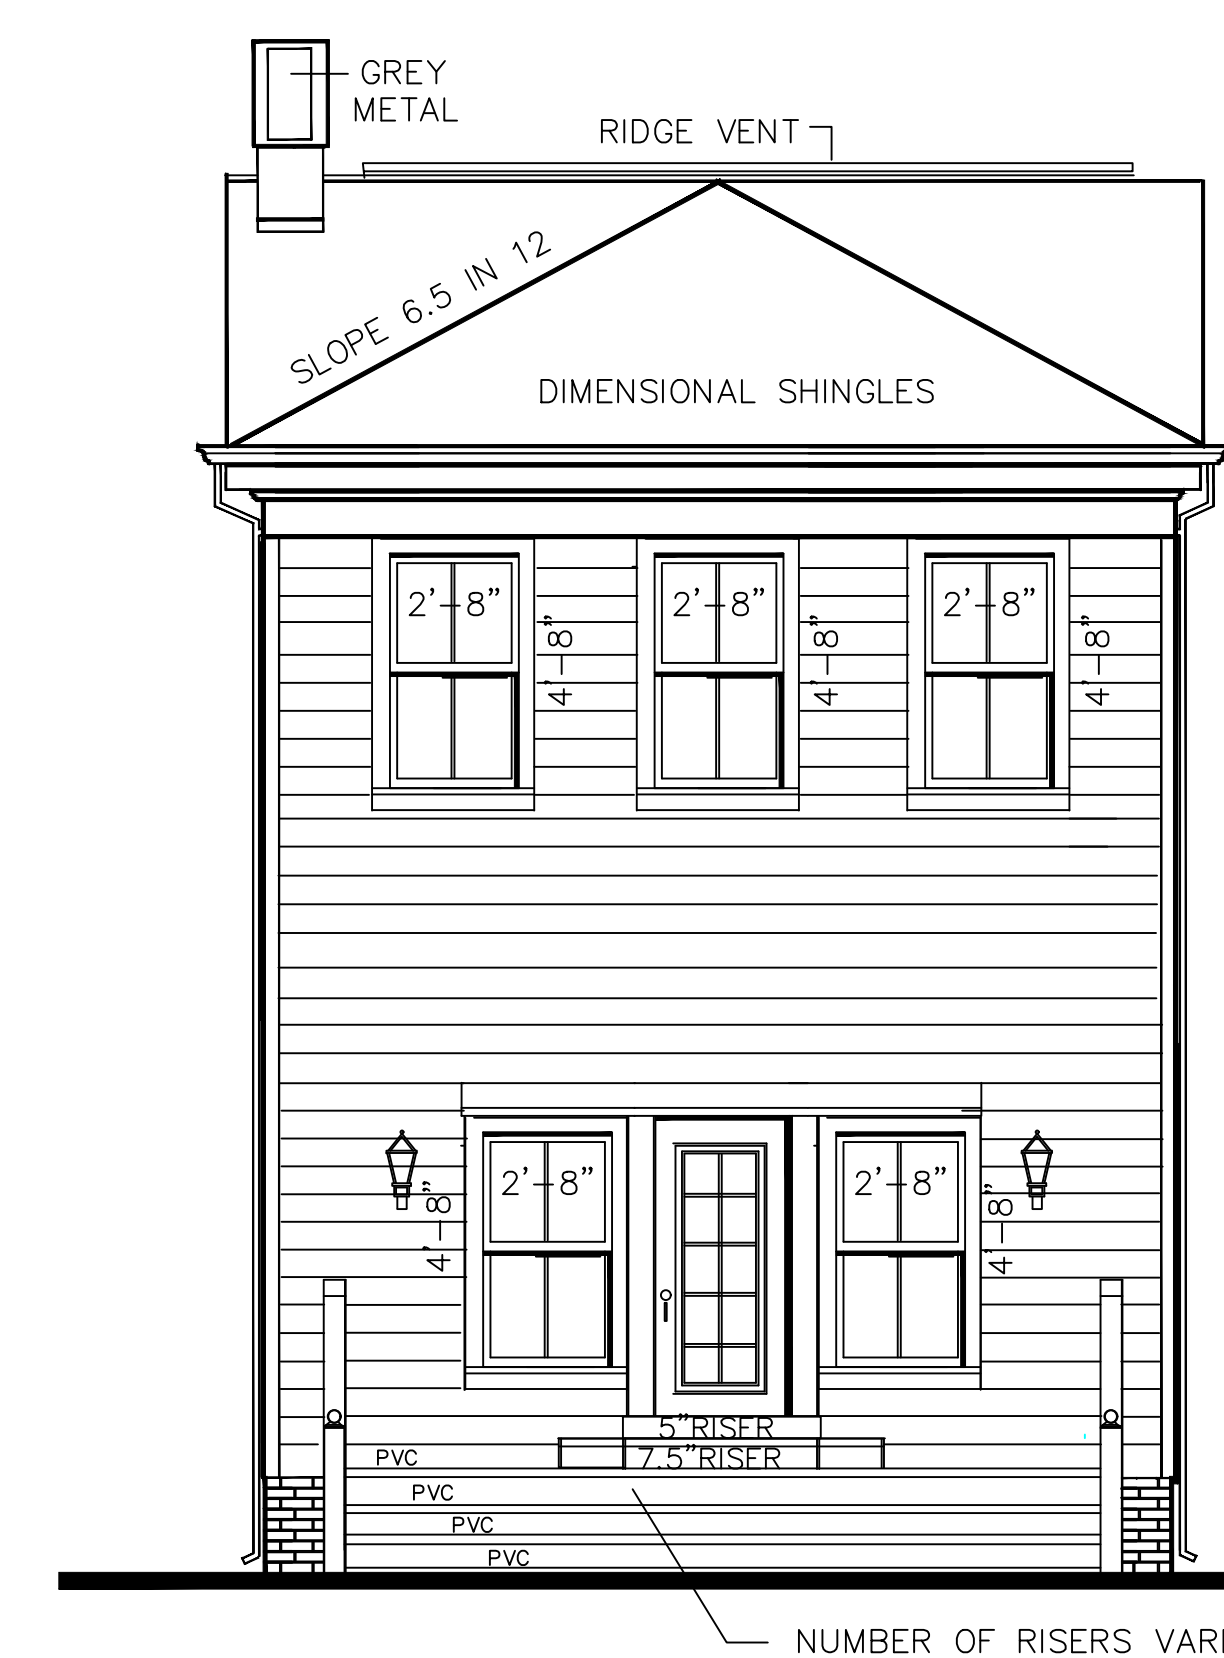 GREY
METAL
RIDGE VENT
SLOPE 6.5 IN 12
DIMENSIONAL SHINGLES
2'-8" 2'-8" 2'-8"
4'-8" 4'-8" 4'-8"
2'-8" 2'-8"
4'-8" 4'-8"
5"RISER
7.5"RISER
PVC
PVC
PVC
PVC
NUMBER OF RISERS